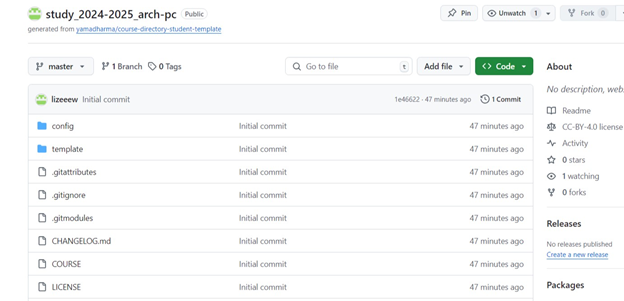 study_2024-2025_arch-pc Public
Pin
Unwatch 1
Fork 0
generated from yamadharma/course-directory-student-template
master
1 Branch
0 Tags
Go to file t
Add file
Code
lizeeew Initial commit 1e46622 · 47 minutes ago 1 Commit
config Initial commit 47 minutes ago
template Initial commit 47 minutes ago
.gitattributes Initial commit 47 minutes ago
.gitignore Initial commit 47 minutes ago
.gitmodules Initial commit 47 minutes ago
CHANGELOG.md Initial commit 47 minutes ago
COURSE Initial commit 47 minutes ago
LICENSE Initial commit 47 minutes ago
About
No description, web
Readme
CC-BY-4.0 license
Activity
0 stars
1 watching
0 forks
Releases
No releases published
Create a new release
Packages